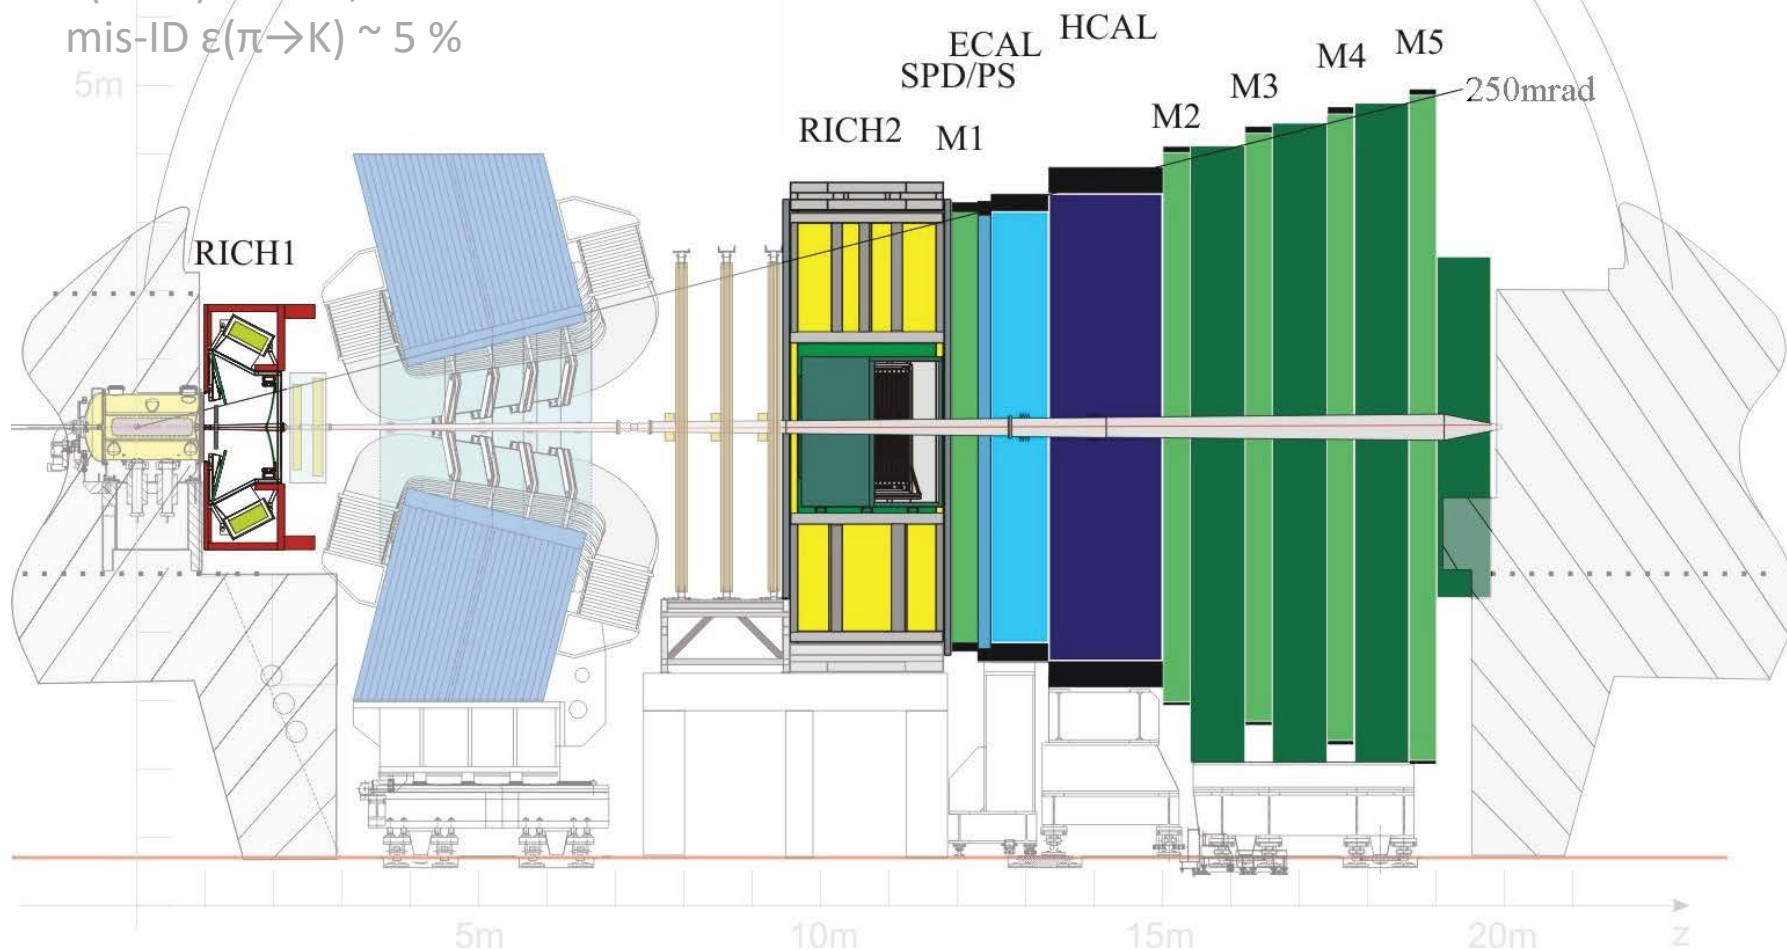 mis-ID ε(π→K) ~ 5 %
HCAL
ECAL
SPD/PS
M5
M4
M3
M2
5m
250mrad
RICH2
M1
RICH1
5m
10m
15m
20m
z